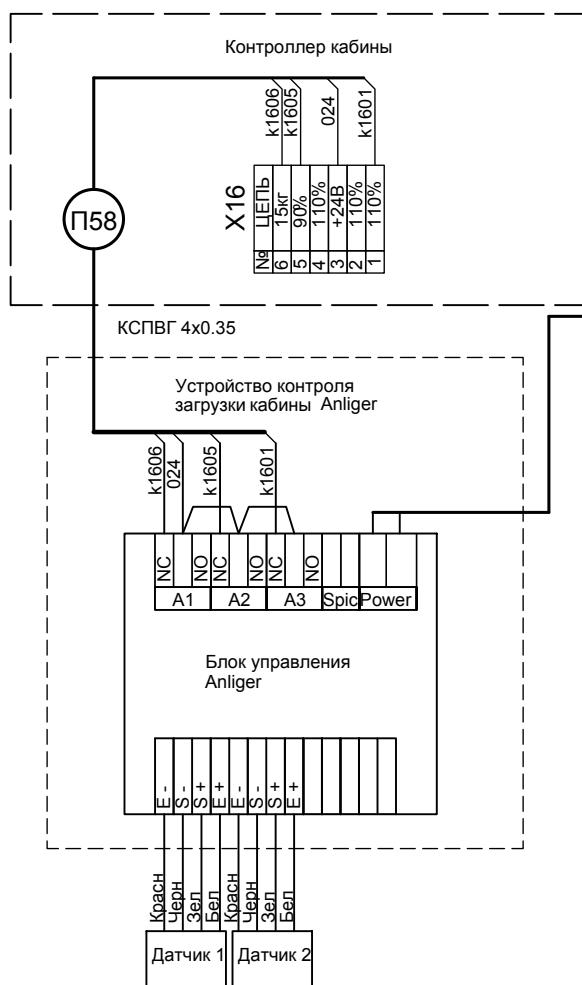 Контроллер кабины
k1606
k1605
024
k1601
X16
№ ЦЕПЬ
6 15кг
5 90%
4 110%
3 +24В
2 110%
1 110%
П58
КСПВГ 4х0.35
Устройство контроля
загрузки кабины Anliger
k1606
024
k1605
k1601
NC NO NC NO NC NO
A1 A2 A3 Spic Power
Блок управления
Anliger
E - S - S + E + E - S - S + E +
Красн Черн Зел Бел Красн Черн Зел Бел
Датчик 1 Датчик 2